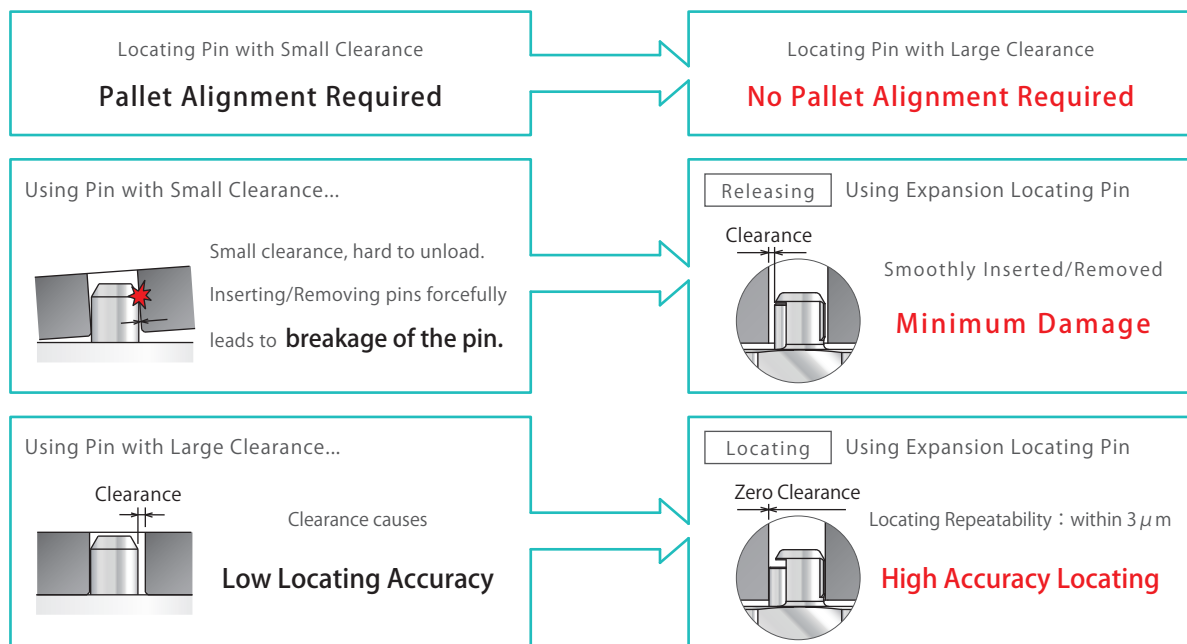 Locating Pin with Small Clearance
Pallet Alignment Required
Locating Pin with Large Clearance
No Pallet Alignment Required
Using Pin with Small Clearance...
Small clearance, hard to unload.
Inserting/Removing pins forcefully
leads to breakage of the pin.
Releasing Using Expansion Locating Pin
Clearance
Smoothly Inserted/Removed
Minimum Damage
Using Pin with Large Clearance...
Clearance
Clearance causes
Low Locating Accuracy
Locating Using Expansion Locating Pin
Zero Clearance
Locating Repeatability：within 3μm
High Accuracy Locating